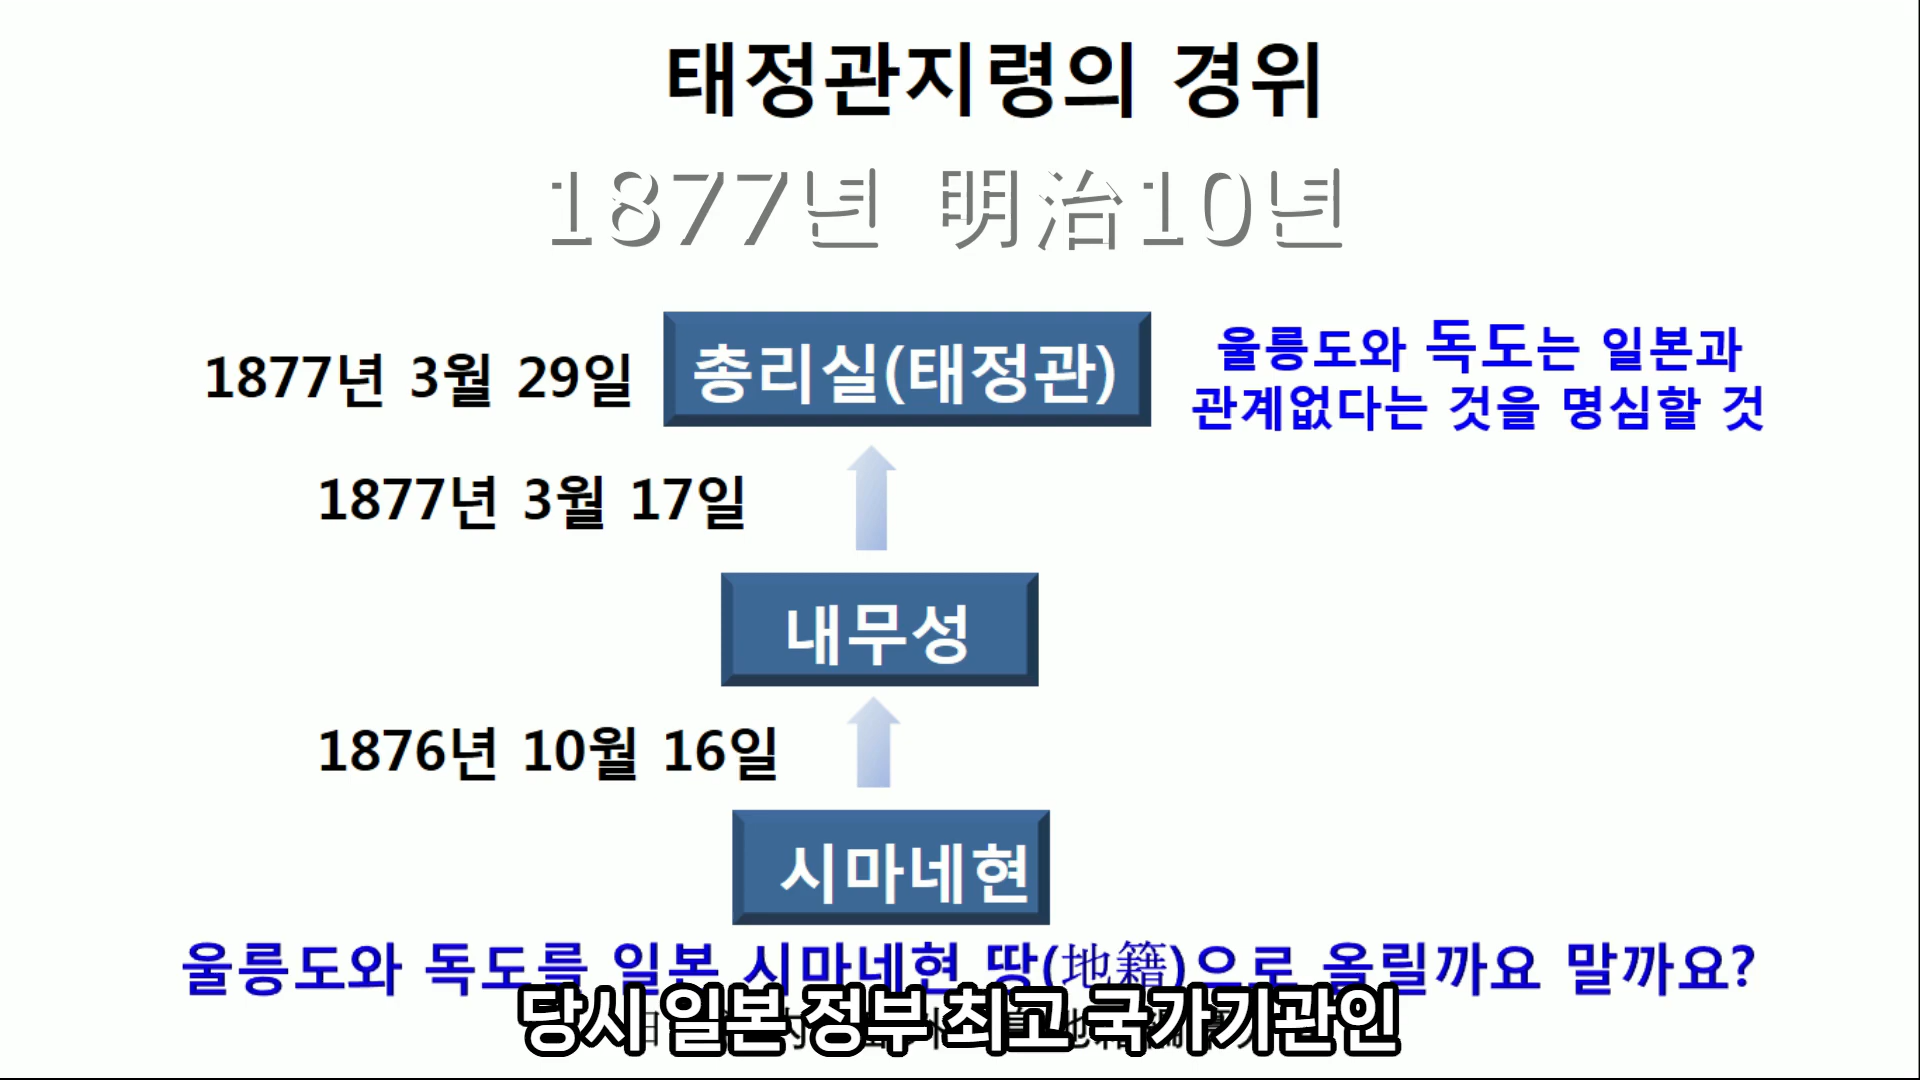 태정관지령의 경위
1877년 明治10년
1877년 3월 29일
총리실(태정관)
울릉도와 독도는 일본과
관계없다는 것을 명심할 것
1877년 3월 17일
내무성
1876년 10월 16일
시마네현
울릉도와 독도를 일본 시마네현 땅(地籍)으로 올릴까요 말까요?
당시 일본 정부 최고 국가기관인